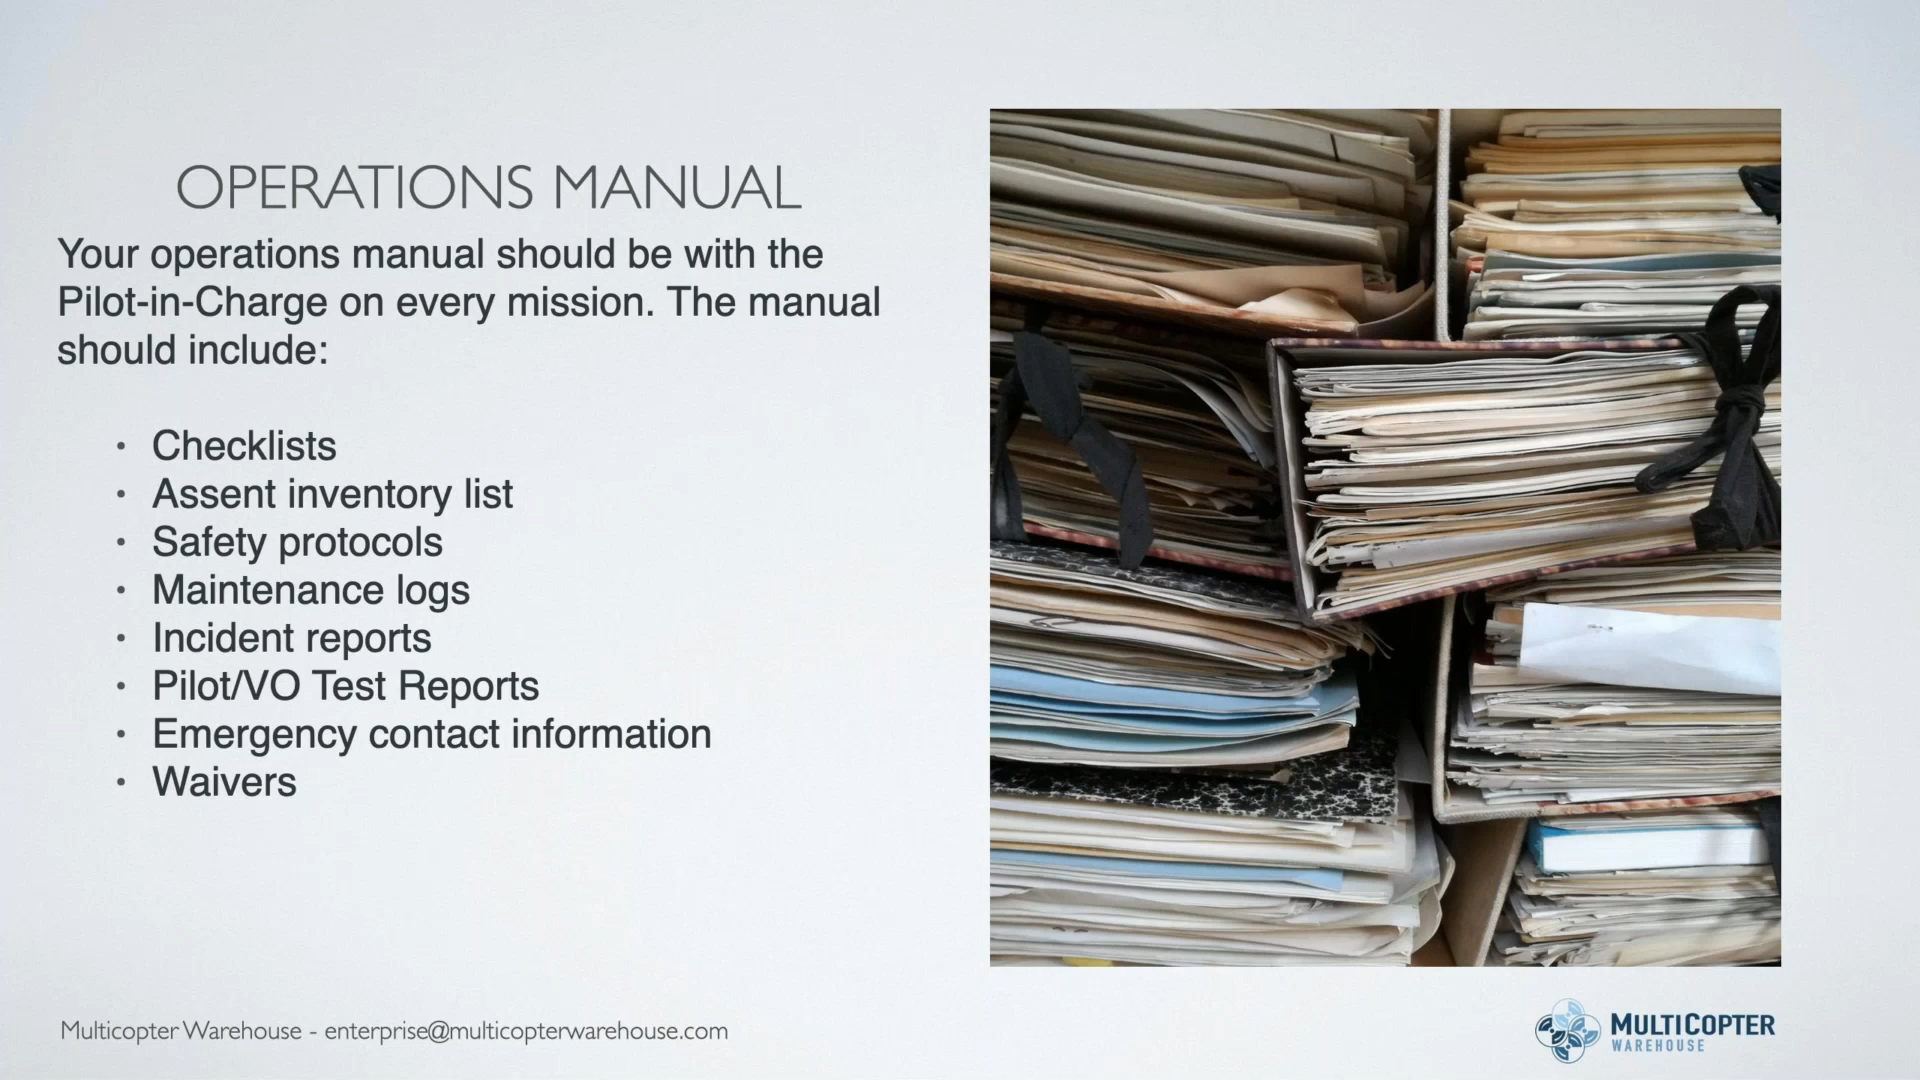 OPERATIONS MANUAL
Your operations manual should be with the
Pilot-in-Charge on every mission. The manual
should include:
• Checklists
• Assent inventory list
• Safety protocols
• Maintenance logs
• Incident reports
• Pilot/VO Test Reports
• Emergency contact information
• Waivers
Multicopter Warehouse - enterprise@multicopterwarehouse.com
MULTICOPTER
WAREHOUSE